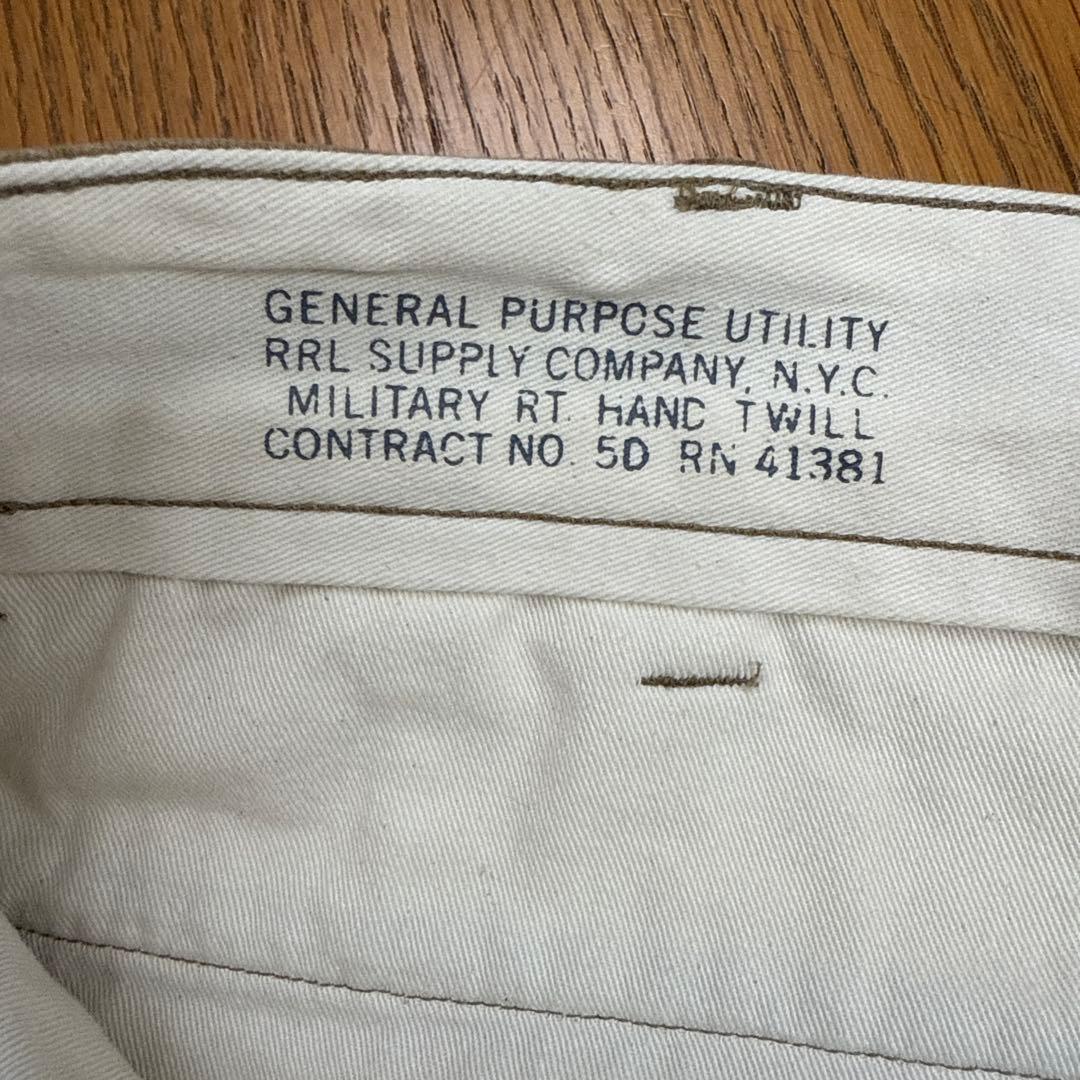 GENERAL PURPOSE UTILITY
RRL SUPPLY COMPANY, N.Y.C.
MILITARY RT. HAND TWILL
CONTRACT NO. 5D RN 41381